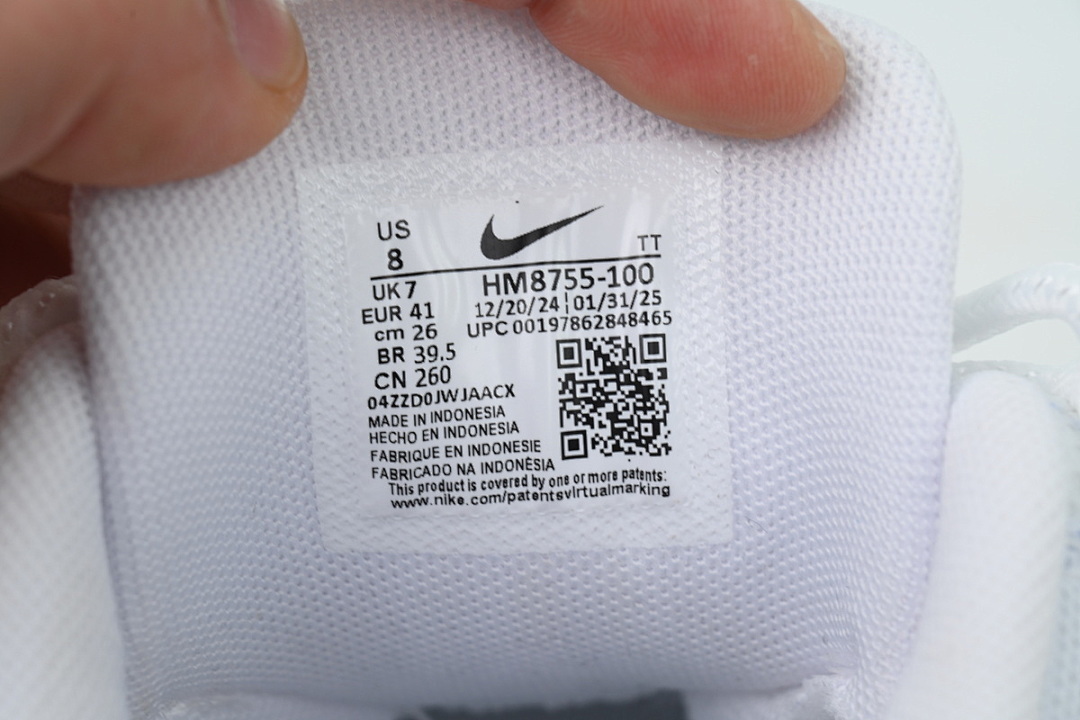 US
8
TT
UK 7
HM8755-100
EUR 41
12/20/24 | 01/31/25
cm 26
UPC 00197862848465
BR 39.5
CN 260
04ZZD0JWJAACX
MADE IN INDONESIA
HECHO EN INDONESIA
FABRIQUE EN INDONESIE
FABRICADO NA INDONÉSIA
This product is covered by one or more patents:
www.nike.com/patentsvirtualmarking